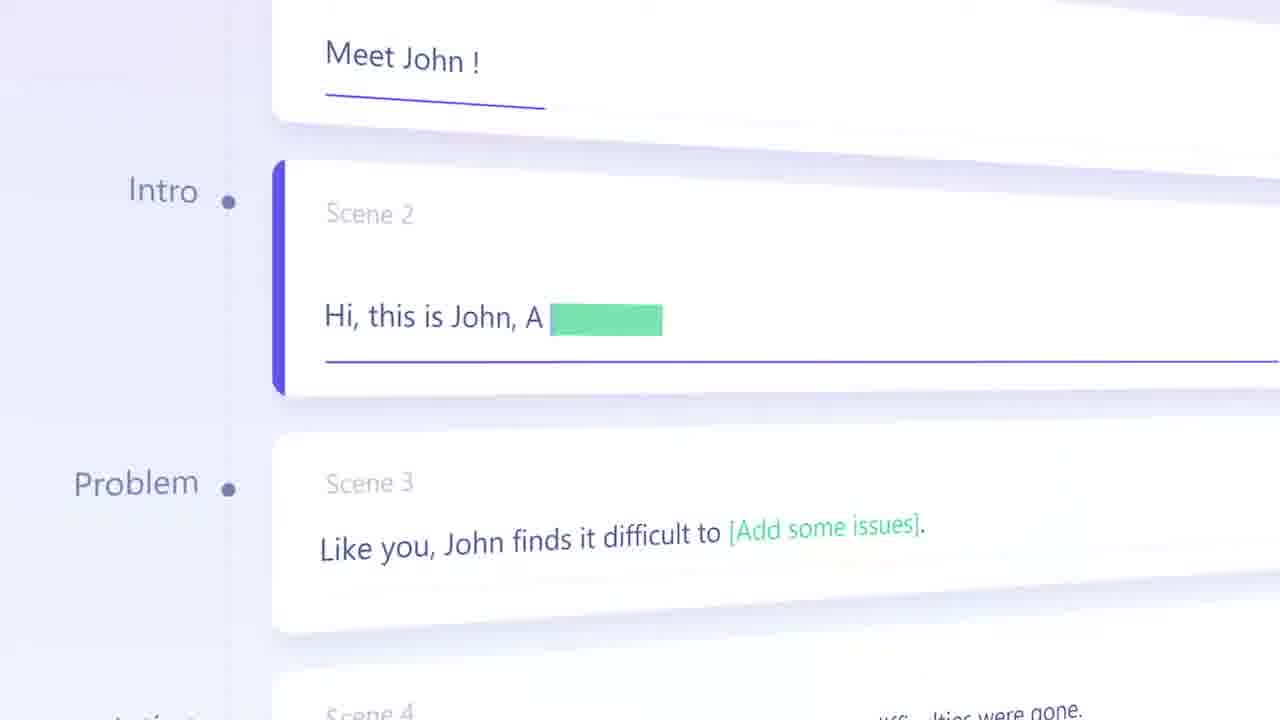 Meet John !
Intro
Scene 2
Hi, this is John, A
Problem
Scene 3
Like you, John finds it difficult to [Add some issues].
Scene 4
were gone.